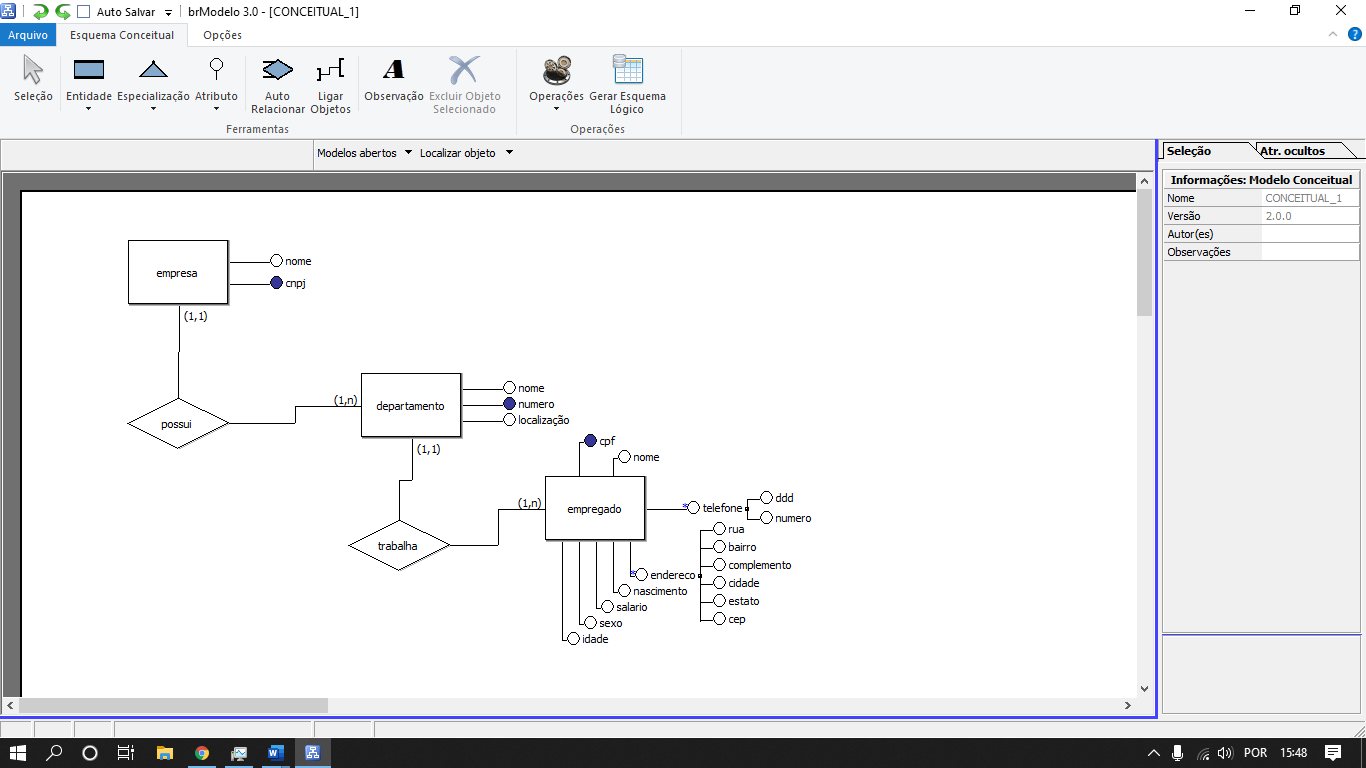 Auto Salvar
brModelo 3.0 - [CONCEITUAL_1]
Arquivo
Esquema Conceitual
Opções
Seleção
Entidade
Especialização
Atributo
Auto
Relacionar
Ligar
Objetos
A
Observação
Excluir Objeto
Selecionado
Operações
Gerar Esquema
Lógico
Ferramentas
Operações
Modelos abertos
Localizar objeto
Seleção
Atr. ocultos
Informações: Modelo Conceitual
Nome CONCEITUAL_1
Versão 2.0.0
Autor(es)
Observações
empresa
nome
cnpj
(1,1)
possui
(1,n)
departamento
nome
numero
localização
(1,1)
trabalha
(1,n)
empregado
cpf
nome
* telefone
ddd
numero
* endereco
rua
bairro
complemento
cidade
estato
cep
nascimento
salario
sexo
idade
POR
15:48